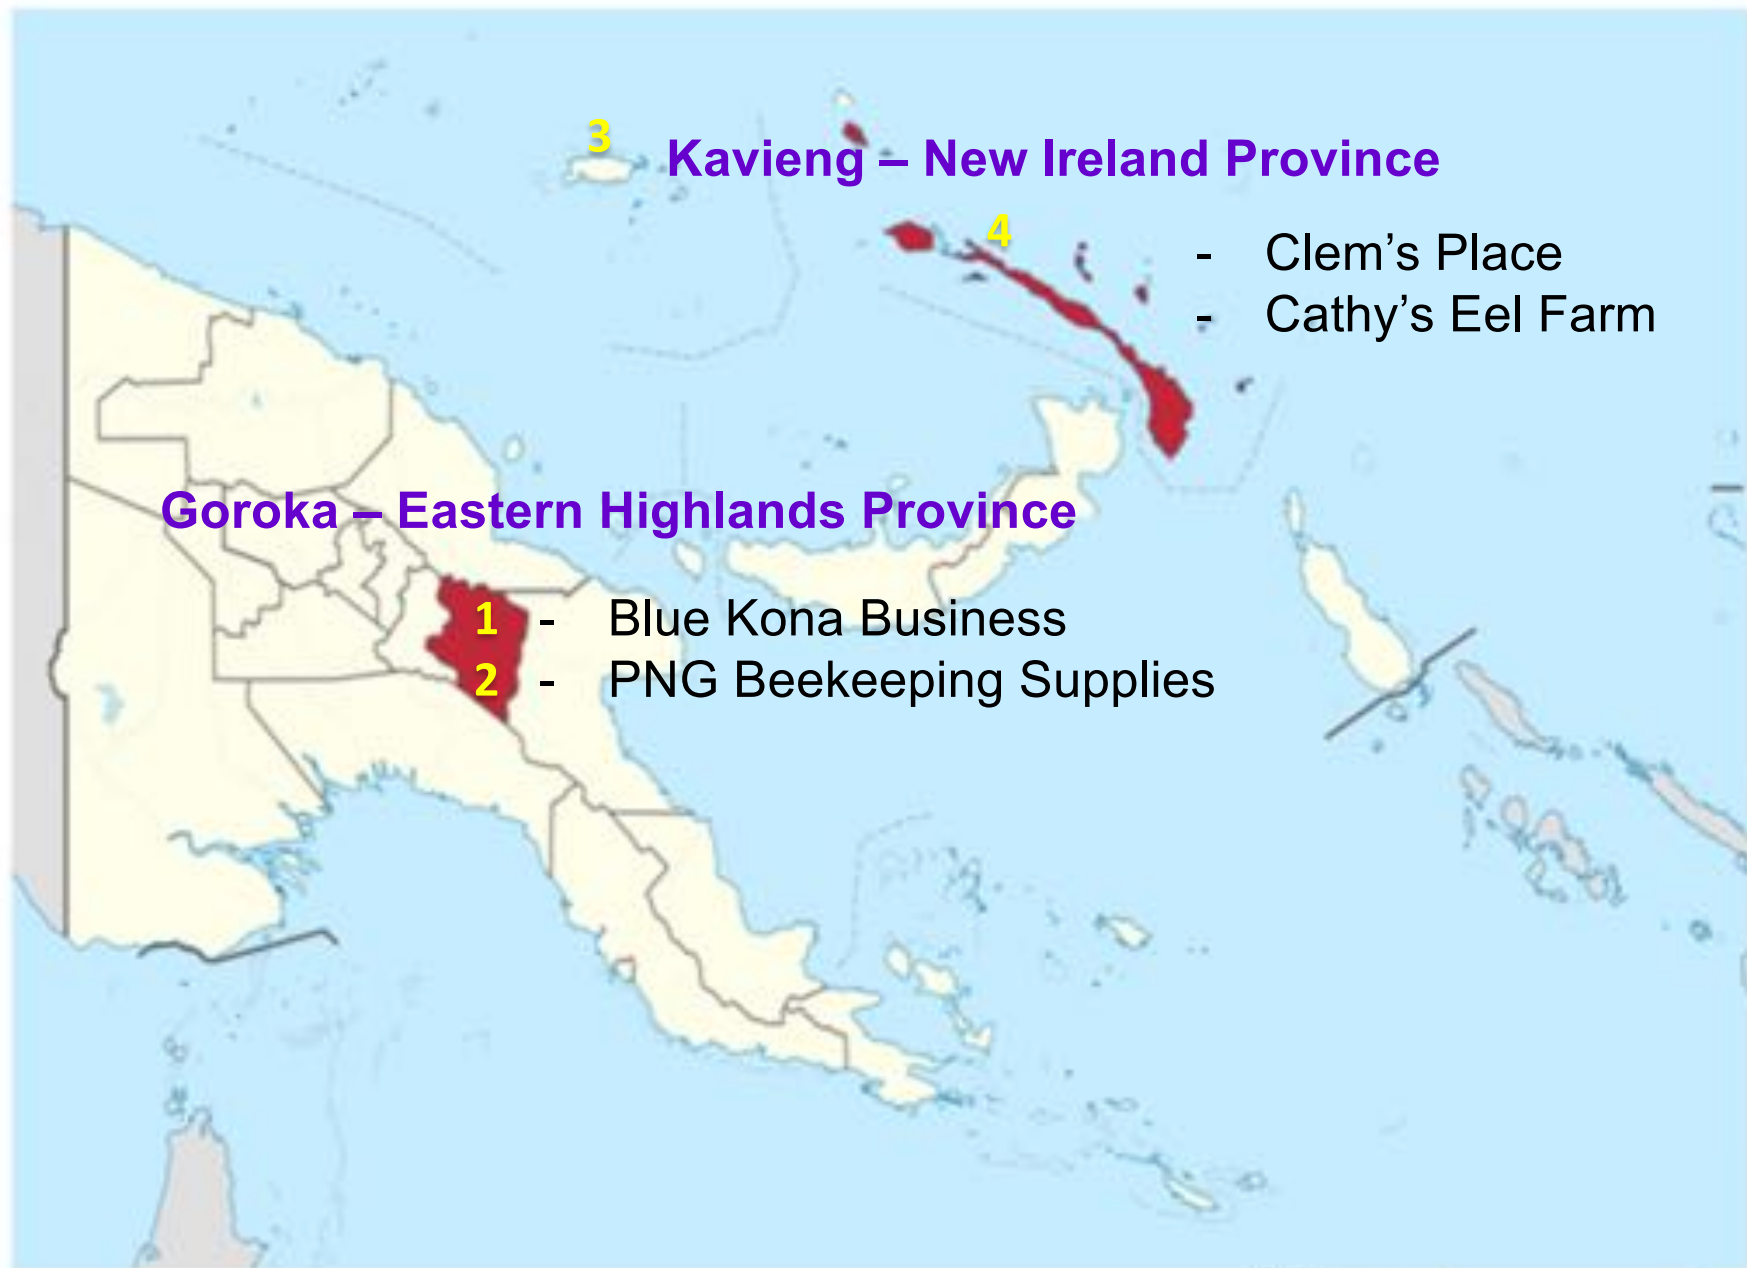 3
Kavieng – New Ireland Province
4
- Clem’s Place
- Cathy’s Eel Farm
Goroka – Eastern Highlands Province
1 - Blue Kona Business
2 - PNG Beekeeping Supplies